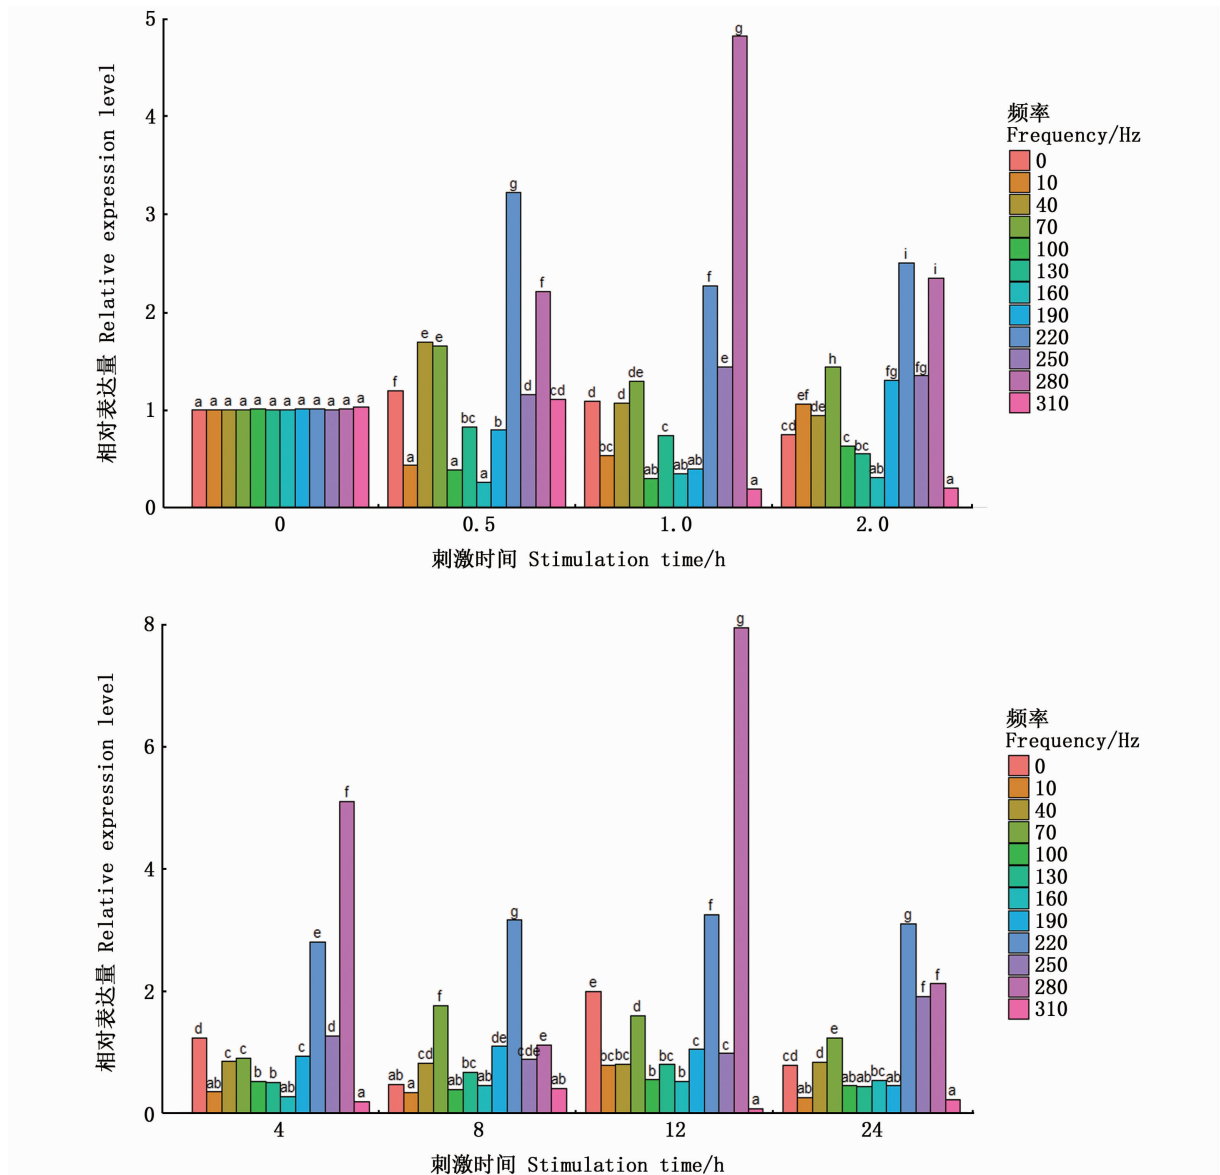 5
4
3
2
1
0
相对表达量 Relative expression level
a a a a a a a a a a a a
f a e e a bc a b g d f cd
d bc d de ab c ab ab f e g a
cd ef de h c bc ab fg i fg i a
0 0.5 1.0 2.0
刺激时间 Stimulation time/h
频率
Frequency/Hz
0
10
40
70
100
130
160
190
220
250
280
310
8
6
4
2
0
相对表达量 Relative expression level
d ab c c b b ab c e d f a
ab a cd f ab bc ab de g cde e ab
e bc bc d b bc b c f c g a
cd ab d e ab ab bc ab g f f a
4 8 12 24
刺激时间 Stimulation time/h
频率
Frequency/Hz
0
10
40
70
100
130
160
190
220
250
280
310